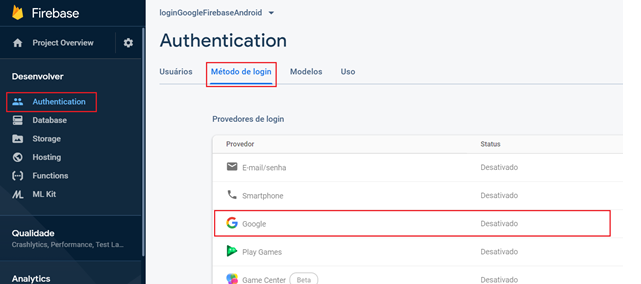 Firebase
Project Overview
Desenvolver
Authentication
Database
Storage
Hosting
Functions
ML Kit
Qualidade
Crashlytics, Performance, Test La...
Analytics
loginGoogleFirebaseAndroid
Authentication
Usuários Método de login Modelos Uso
Provedores de login
Provedor Status
E-mail/senha Desativado
Smartphone Desativado
Google Desativado
Play Games Desativado
Game Center Beta Desativado